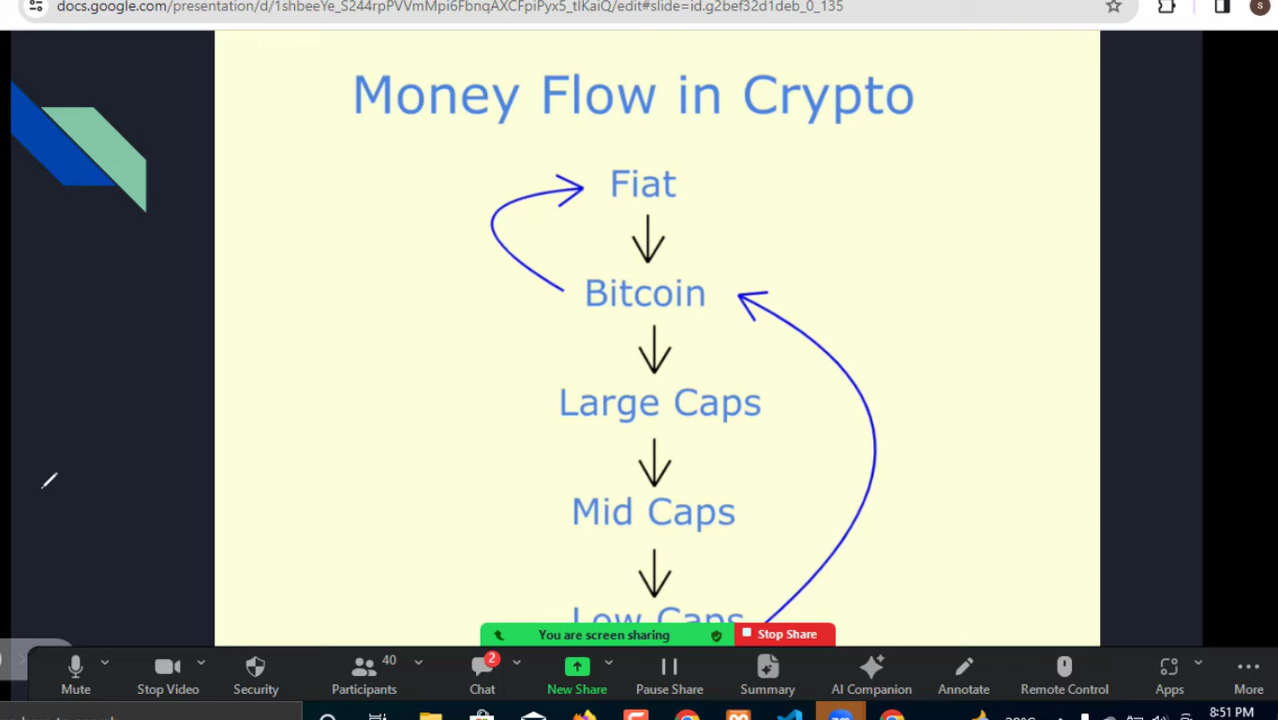 docs.google.com/presentation/d/1shbeeYe_S244rpPVVmMpi6FbnqAXCFpiPyx5_tlKaiQ/edit#slide=id.g2bef32d1deb_0_135
S
Money Flow in Crypto
Fiat
Bitcoin
Large Caps
Mid Caps
Low Caps
You are screen sharing
Stop Share
40
2
Mute
Stop Video
Security
Participants
Chat
New Share
Pause Share
Summary
AI Companion
Annotate
Remote Control
Apps
More
8:51 PM